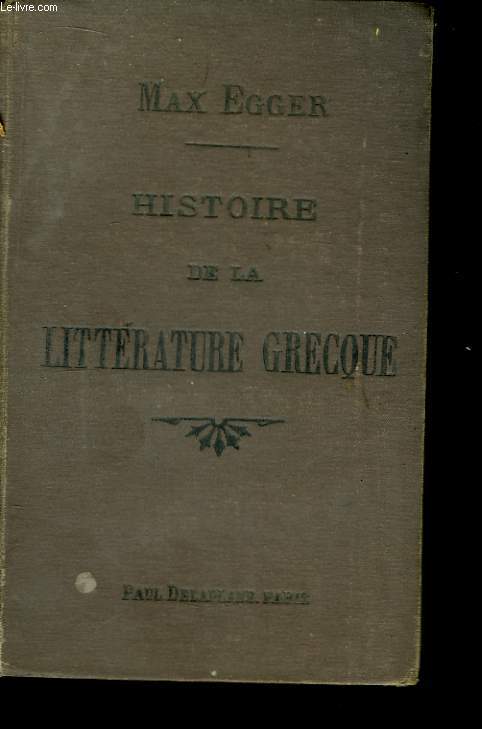 Le-livre.com
MAX EGGER
HISTOIRE
DE LA
LITTÉRATURE GRECQUE
PAUL DELAPLANE, PARIS